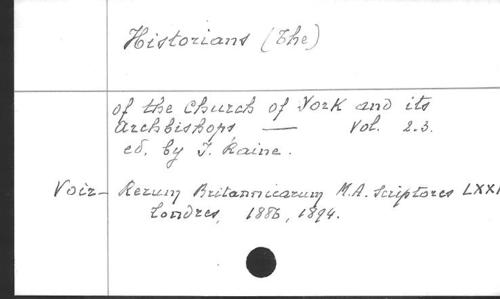 Historians (The)
of the Church of York and its
Archbishops — Vol. 2.3.
ed. by J. Raine.
Voir – Rerum Britannicarum M.A. Scriptores LXXI
Londres, 1886, 1894.